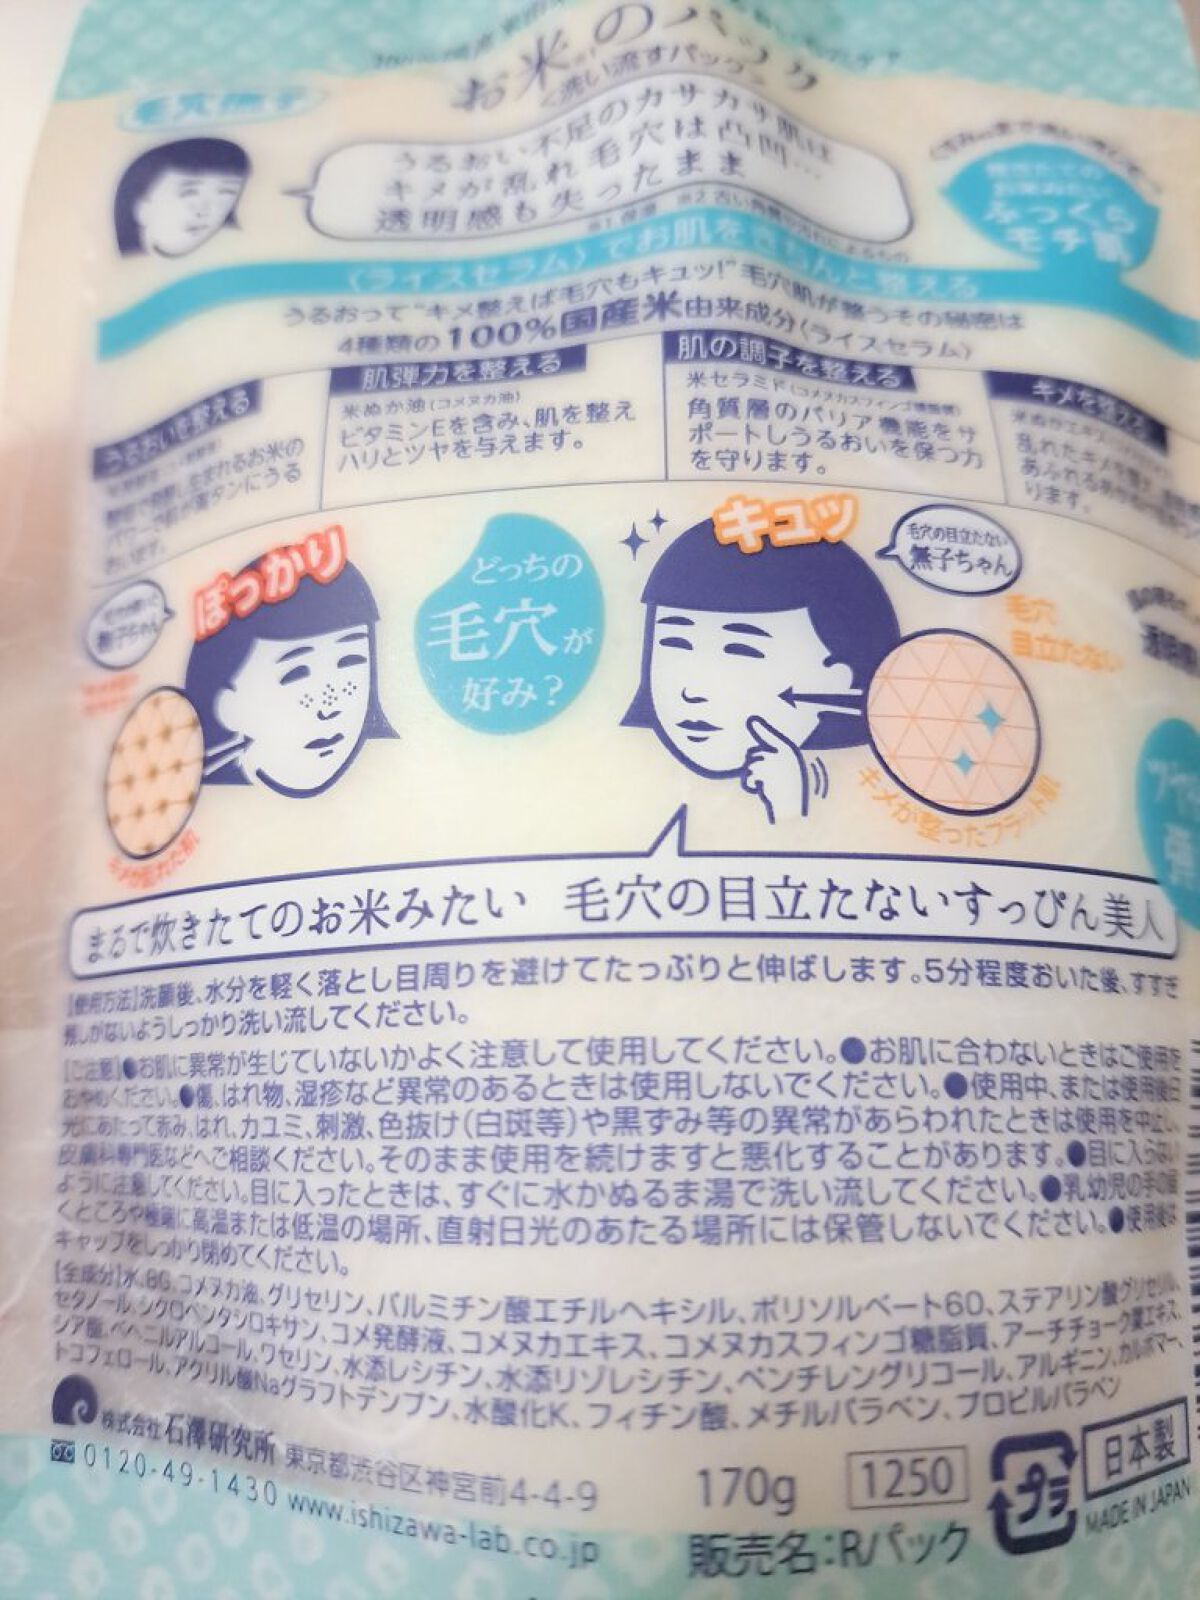 お米のパック
<洗い流すパック>
毛穴撫子
うるおい不足のカサカサ肌は
キメが乱れ毛穴は凸凹…
透明感も失ったまま
ふっくら
モチ肌
〈ライスセラム〉でお肌をきちんと整える
うるおって“キメ整えば毛穴もキュッ!”毛穴肌が整うその秘密は
4種類の100%国産米由来成分〈ライスセラム〉
うるおいを整える
肌弾力を整える
米ぬか油(コメヌカ油)
ビタミンEを含み、肌を整え
ハリとツヤを与えます。
肌の調子を整える
米セラミド(コメヌカスフィンゴ糖脂質)
角質層のバリア機能をサ
ポートしうるおいを保つ力
を守ります。
キメを整える
ぽっかり
どっちの
毛穴が
好み?
キュッ
毛穴の目立たない
撫子ちゃん
毛穴
目立たない
キメが乱れた肌
キメが整ったフラット肌
まるで炊きたてのお米みたい 毛穴の目立たないすっぴん美人
【使用方法】洗顔後、水分を軽く落とし目周りを避けてたっぷりと伸ばします。5分程度おいた後、すすぎ
残しがないようしっかり洗い流してください。
【ご注意】●お肌に異常が生じていないかよく注意して使用してください。●お肌に合わないときはご使用を
おやめください。●傷、はれ物、湿疹など異常のあるときは使用しないでください。●使用中、または使用後日
光にあたって赤み、はれ、カユミ、刺激、色抜け(白斑等)や黒ずみ等の異常があらわれたときは使用を中止し、
皮膚科専門医などへご相談ください。そのまま使用を続けますと悪化することがあります。●目に入らない
ように注意してください。目に入ったときは、すぐに水かぬるま湯で洗い流してください。●乳幼児の手の届
くところや極端に高温または低温の場所、直射日光のあたる場所には保管しないでください。●使用後は
キャップをしっかり閉めてください。
【全成分】水、BG、コメヌカ油、グリセリン、パルミチン酸エチルヘキシル、ポリソルベート60、ステアリン酸グリセリル、
セタノール、シクロペンタシロキサン、コメ発酵液、コメヌカエキス、コメヌカスフィンゴ糖脂質、アーチチョーク葉エキス、
シア脂、ベヘニルアルコール、ワセリン、水添レシチン、水添リゾレシチン、ペンチレングリコール、アルギニン、カルボマー、
トコフェロール、アクリル酸Naグラフトデンプン、水酸化K、フィチン酸、メチルパラベン、プロピルパラベン
株式会社 石澤研究所 東京都渋谷区神宮前4-4-9
0120-49-1430 www.ishizawa-lab.co.jp
170g
1250
販売名:Rパック
プラ
日本製
MADE IN JAPAN